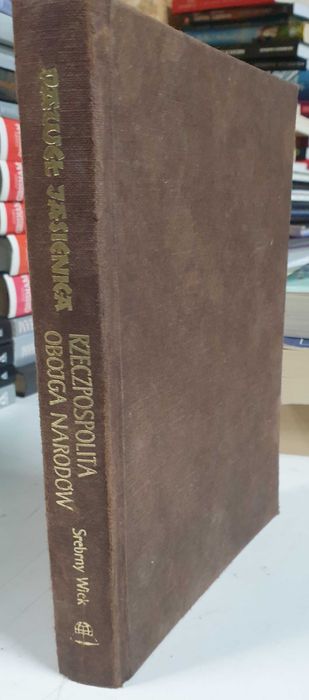 PAWEŁ JASIENICA
RZECZPOSPOLITA
OBOJGA NARODÓW
Srebrny Wiek